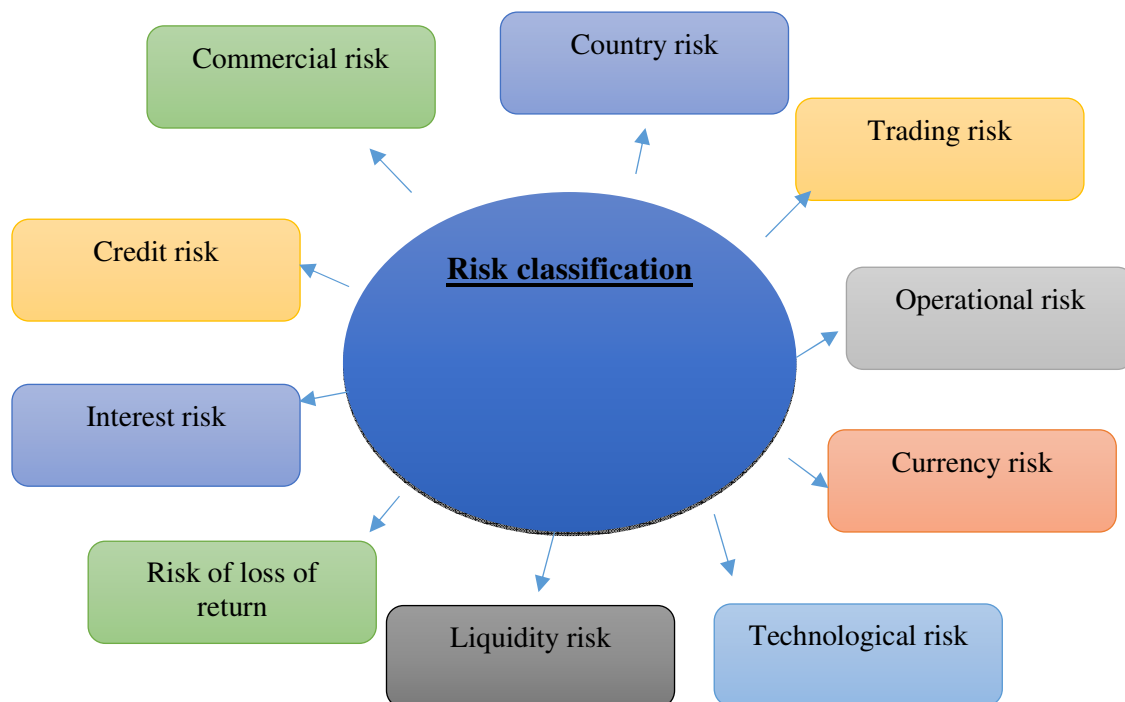 Country risk
Commercial risk
Trading risk
Credit risk
Risk classification
Operational risk
Interest risk
Currency risk
Risk of loss of
return
Liquidity risk
Technological risk